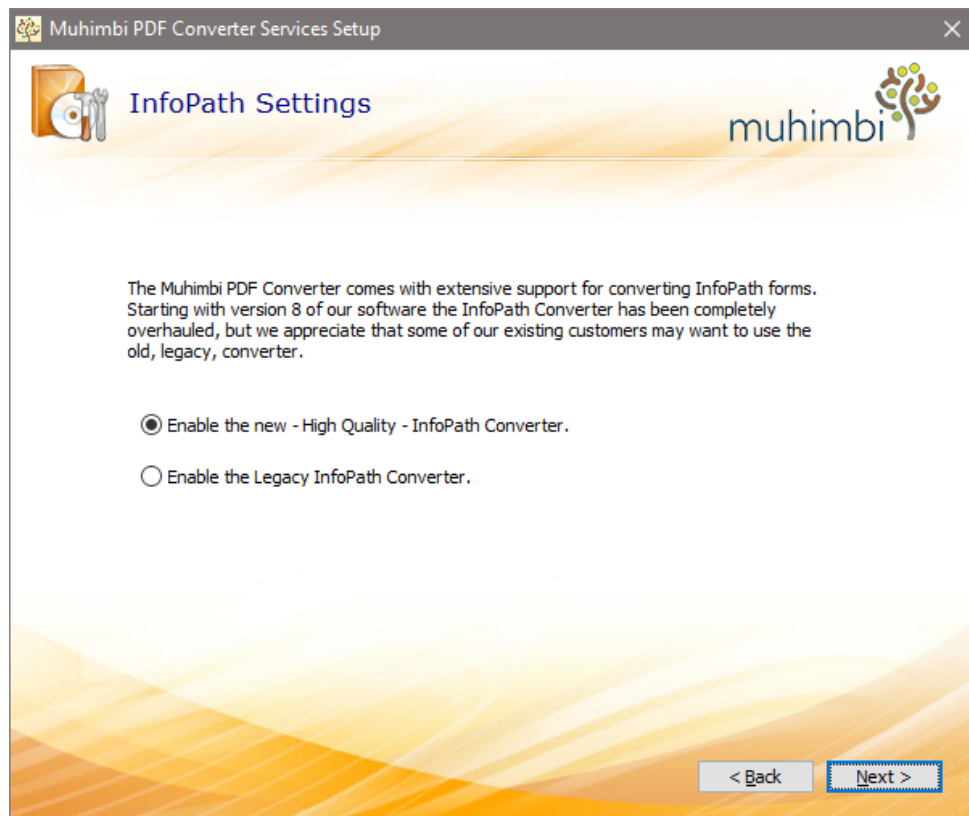 Muhimbi PDF Converter Services Setup
InfoPath Settings
muhimbi
The Muhimbi PDF Converter comes with extensive support for converting InfoPath forms.
Starting with version 8 of our software the InfoPath Converter has been completely
overhauled, but we appreciate that some of our existing customers may want to use the
old, legacy, converter.
Enable the new - High Quality - InfoPath Converter.
Enable the Legacy InfoPath Converter.
< Back
Next >